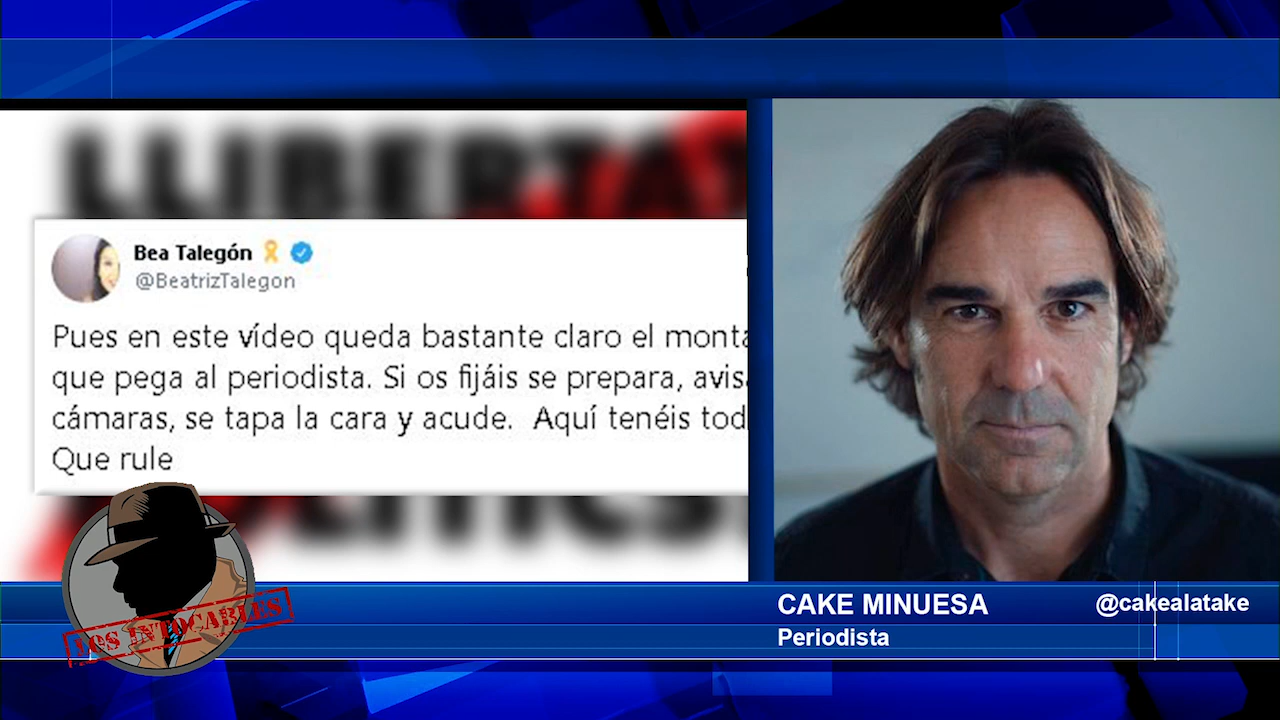 LLIBERTAT
Bea Talegón
@BeatrizTalegon
Pues en este vídeo queda bastante claro el monta
que pega al periodista. Si os fijáis se prepara, avisa
cámaras, se tapa la cara y acude. Aquí tenéis tod
Que rule
LOS INTOCABLES
CAKE MINUESA
@cakealatake
Periodista